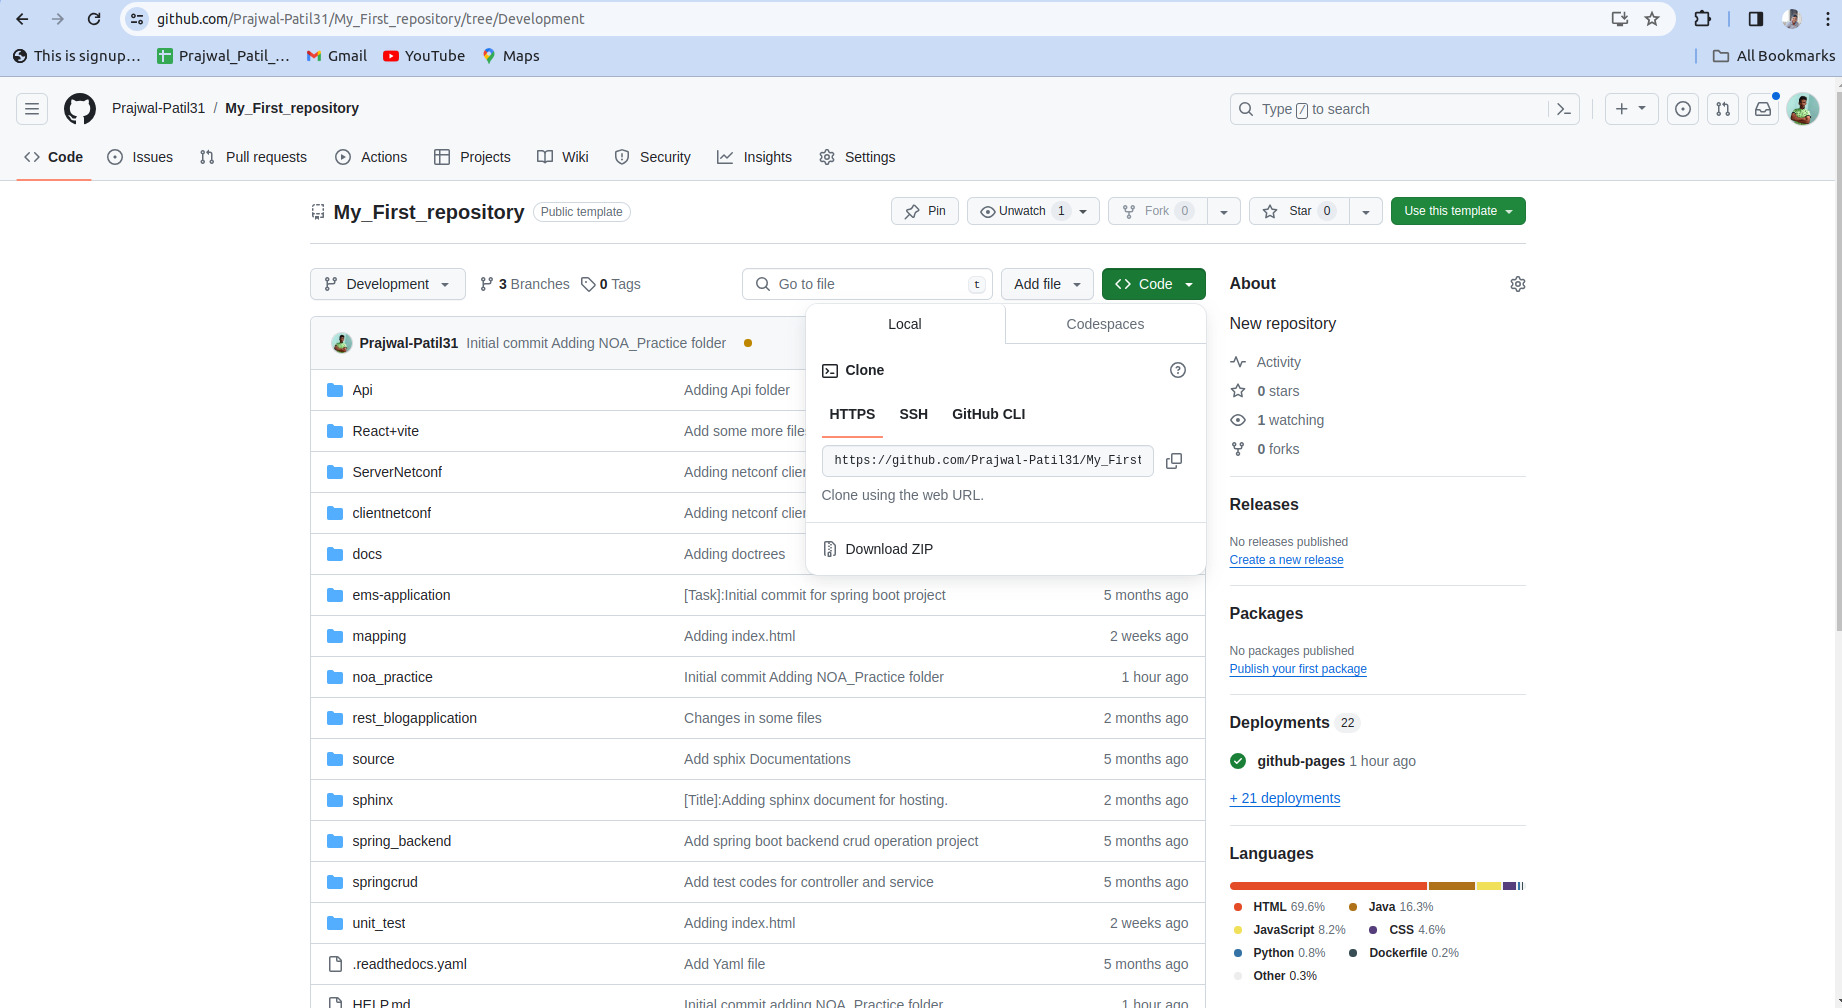 github.com/Prajwal-Patil31/My_First_repository/tree/Development
This is signup... Prajwal_Patil_... Gmail YouTube Maps All Bookmarks
Prajwal-Patil31 / My_First_repository Type / to search
Code Issues Pull requests Actions Projects Wiki Security Insights Settings
My_First_repository Public template Pin Unwatch 1 Fork 0 Star 0 Use this template
Development 3 Branches 0 Tags Go to file t Add file Code
Local Codespaces
Clone
HTTPS SSH GitHub CLI
https://github.com/Prajwal-Patil31/My_First
Clone using the web URL.
Download ZIP
Prajwal-Patil31 Initial commit Adding NOA_Practice folder
Api Adding Api folder
React+vite Add some more file
ServerNetconf Adding netconf clie
clientnetconf Adding netconf clie
docs Adding doctrees
ems-application [Task]:Initial commit for spring boot project 5 months ago
mapping Adding index.html 2 weeks ago
noa_practice Initial commit Adding NOA_Practice folder 1 hour ago
rest_blogapplication Changes in some files 2 months ago
source Add sphix Documentations 5 months ago
sphinx [Title]:Adding sphinx document for hosting. 2 months ago
spring_backend Add spring boot backend crud operation project 5 months ago
springcrud Add test codes for controller and service 5 months ago
unit_test Adding index.html 2 weeks ago
.readthedocs.yaml Add Yaml file 5 months ago
HELP.md Initial commit adding NOA_Practice folder 1 hour ago
About
New repository
Activity
0 stars
1 watching
0 forks
Releases
No releases published
Create a new release
Packages
No packages published
Publish your first package
Deployments 22
github-pages 1 hour ago
+ 21 deployments
Languages
HTML 69.6% Java 16.3%
JavaScript 8.2% CSS 4.6%
Python 0.8% Dockerfile 0.2%
Other 0.3%